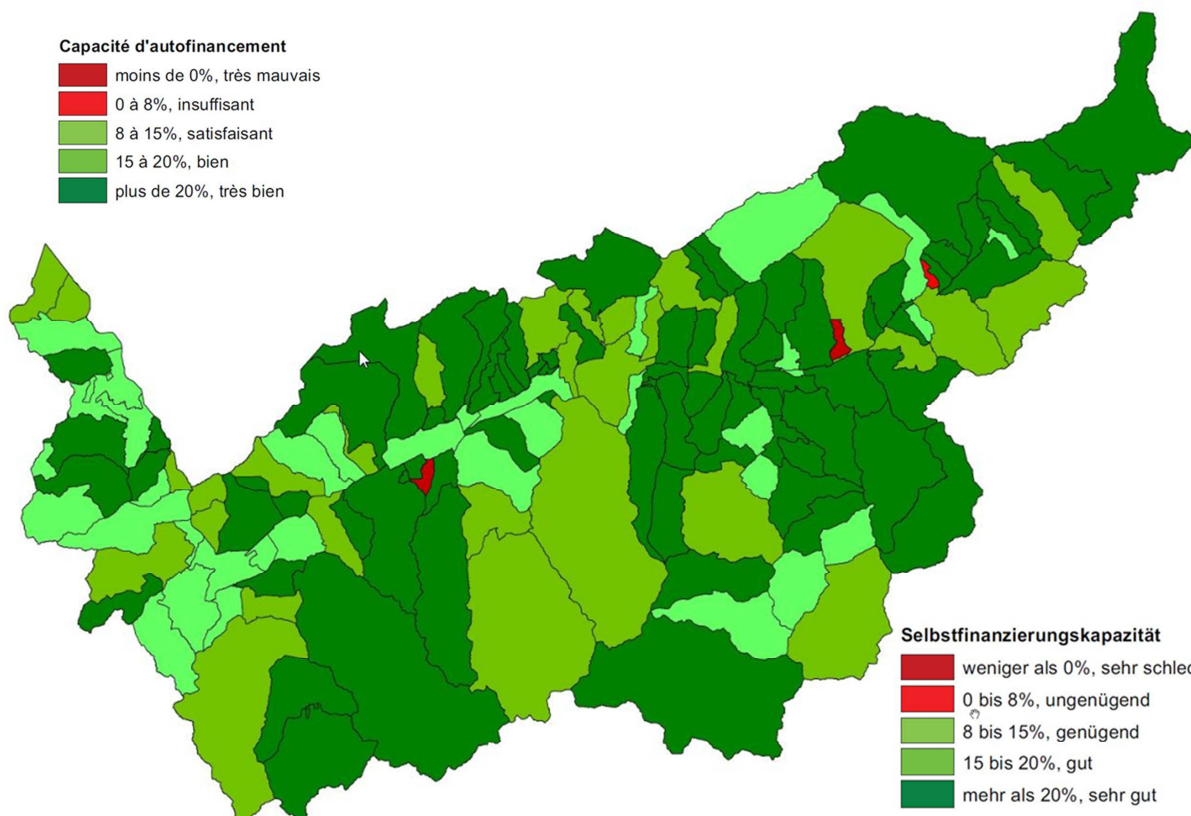 Capacité d'autofinancement
moins de 0%, très mauvais
0 à 8%, insuffisant
8 à 15%, satisfaisant
15 à 20%, bien
plus de 20%, très bien
Selbstfinanzierungskapazität
weniger als 0%, sehr schlec
0 bis 8%, ungenügend
8 bis 15%, genügend
15 bis 20%, gut
mehr als 20%, sehr gut